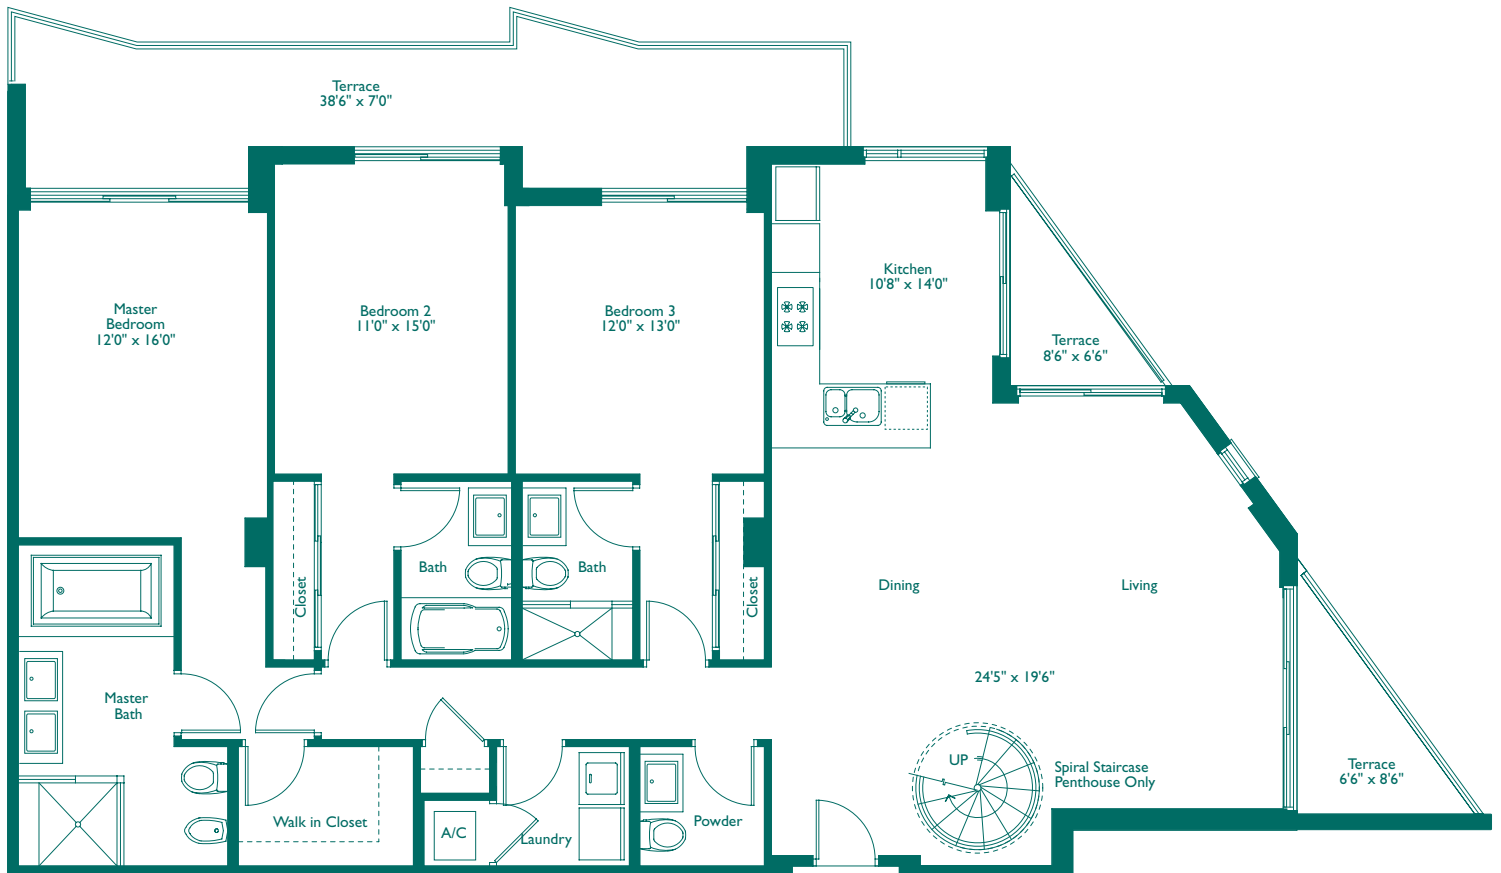 Terrace
38'6" x 7'0"
Master
Bedroom
12'0" x 16'0"
Bedroom 2
11'0" x 15'0"
Bedroom 3
12'0" x 13'0"
Kitchen
10'8" x 14'0"
Terrace
8'6" x 6'6"
Closet
Bath
Bath
Closet
Dining
Living
24'5" x 19'6"
Master
Bath
Walk in Closet
A/C
Laundry
Powder
UP
Spiral Staircase
Penthouse Only
Terrace
6'6" x 8'6"